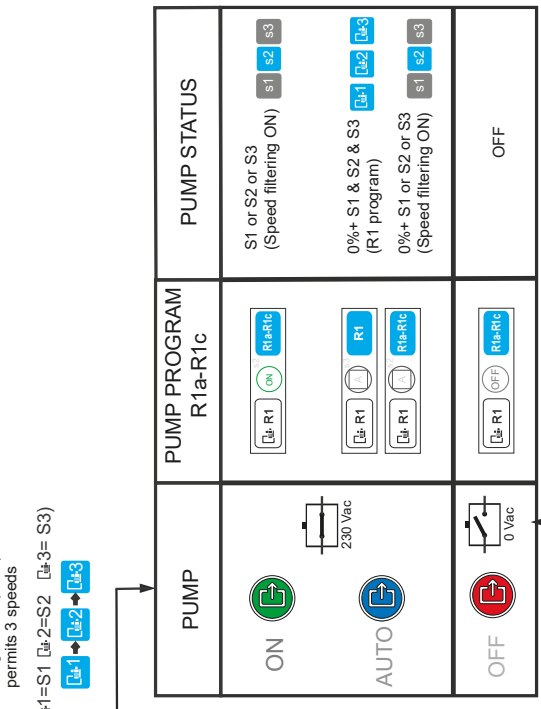 permits 3 speeds
1=S1 2=S2 3= S3)
1 2 3
PUMP
PUMP PROGRAM
R1a-R1c
PUMP STATUS
ON
230 Vac
R1 ON R1a-R1c
S1 or S2 or S3
(Speed filtering ON)
s1 s2 s3
AUTO
R1 A R1
0%+ S1 & S2 & S3
(R1 program)
1 2 3
R1 A R1a-R1c
0%+ S1 or S2 or S3
(Speed filtering ON)
s1 s2 s3
OFF
0 Vac
R1 OFF R1a-R1c
OFF